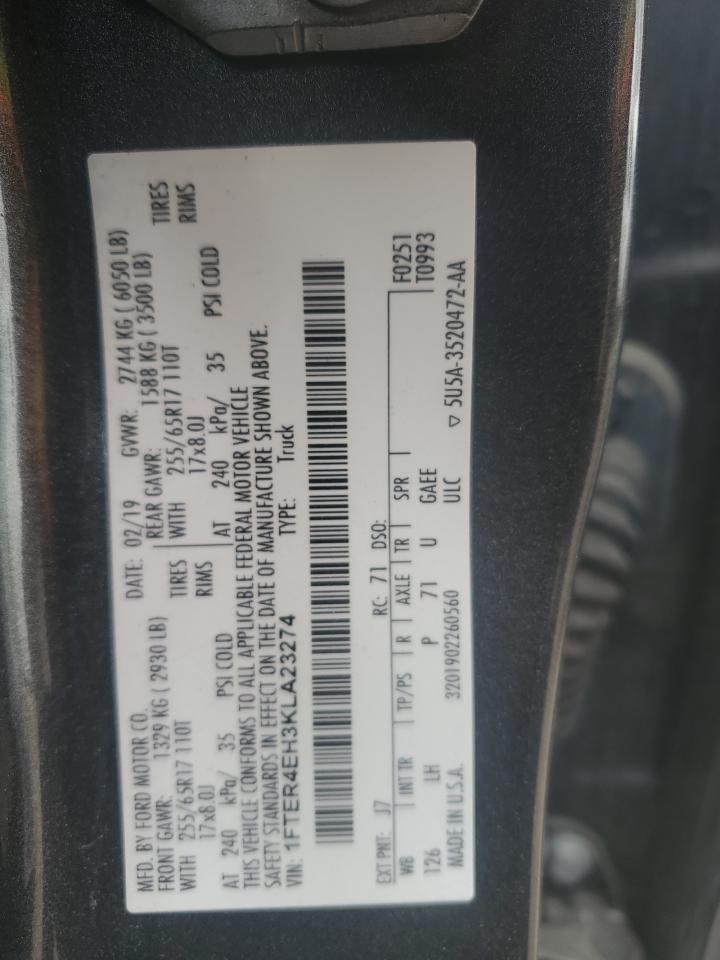 MFD. BY FORD MOTOR CO.
DATE: 02/19 GVWR: 2744 KG ( 6050 LB)
FRONT GAWR: 1329 KG ( 2930 LB) REAR GAWR: 1588 KG ( 3500 LB)
WITH 255/65R17 110T TIRES WITH 255/65R17 110T TIRES
17x8.0J RIMS 17x8.0J RIMS
AT 240 kPa/ 35 PSI COLD AT 240 kPa/ 35 PSI COLD
THIS VEHICLE CONFORMS TO ALL APPLICABLE FEDERAL MOTOR VEHICLE
SAFETY STANDARDS IN EFFECT ON THE DATE OF MANUFACTURE SHOWN ABOVE.
VIN: 1FTER4EH3KLA23274 TYPE: Truck
EXT PNT: J7 RC: 71 DSO:
WB INT TR TP/PS R AXLE TR SPR F0251
126 LH P 71 U GAEE T0993
MADE IN U.S.A. 3201902260560 ULC ▽ 5U5A-3520472-AA